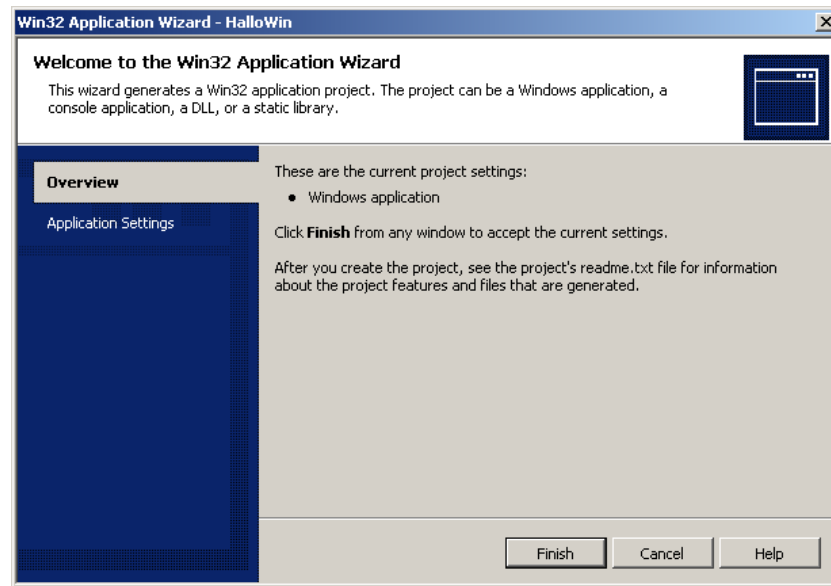 Win32 Application Wizard - HalloWin
Welcome to the Win32 Application Wizard
This wizard generates a Win32 application project. The project can be a Windows application, a
console application, a DLL, or a static library.
Overview
Application Settings
These are the current project settings:
• Windows application
Click Finish from any window to accept the current settings.
After you create the project, see the project's readme.txt file for information
about the project features and files that are generated.
Finish
Cancel
Help